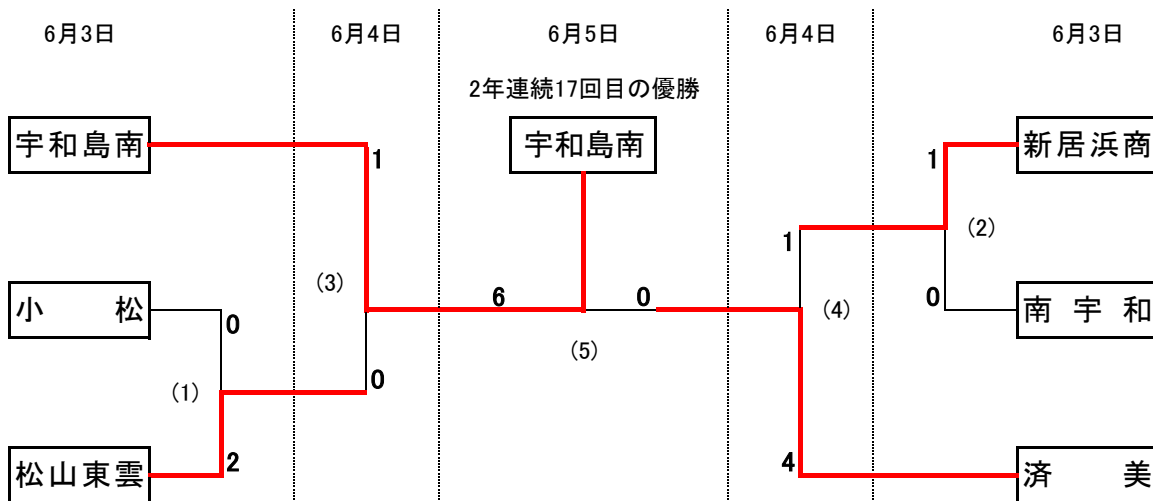 6月3日 6月4日 6月5日 6月4日 6月3日
2年連続17回目の優勝
宇和島南 宇和島南 新居浜商
1 1
1 (2)
(3) 6 0 (4) 0
小 松 南 宇 和
0
(5)
(1) 0
松山東雲 2 4 済 美